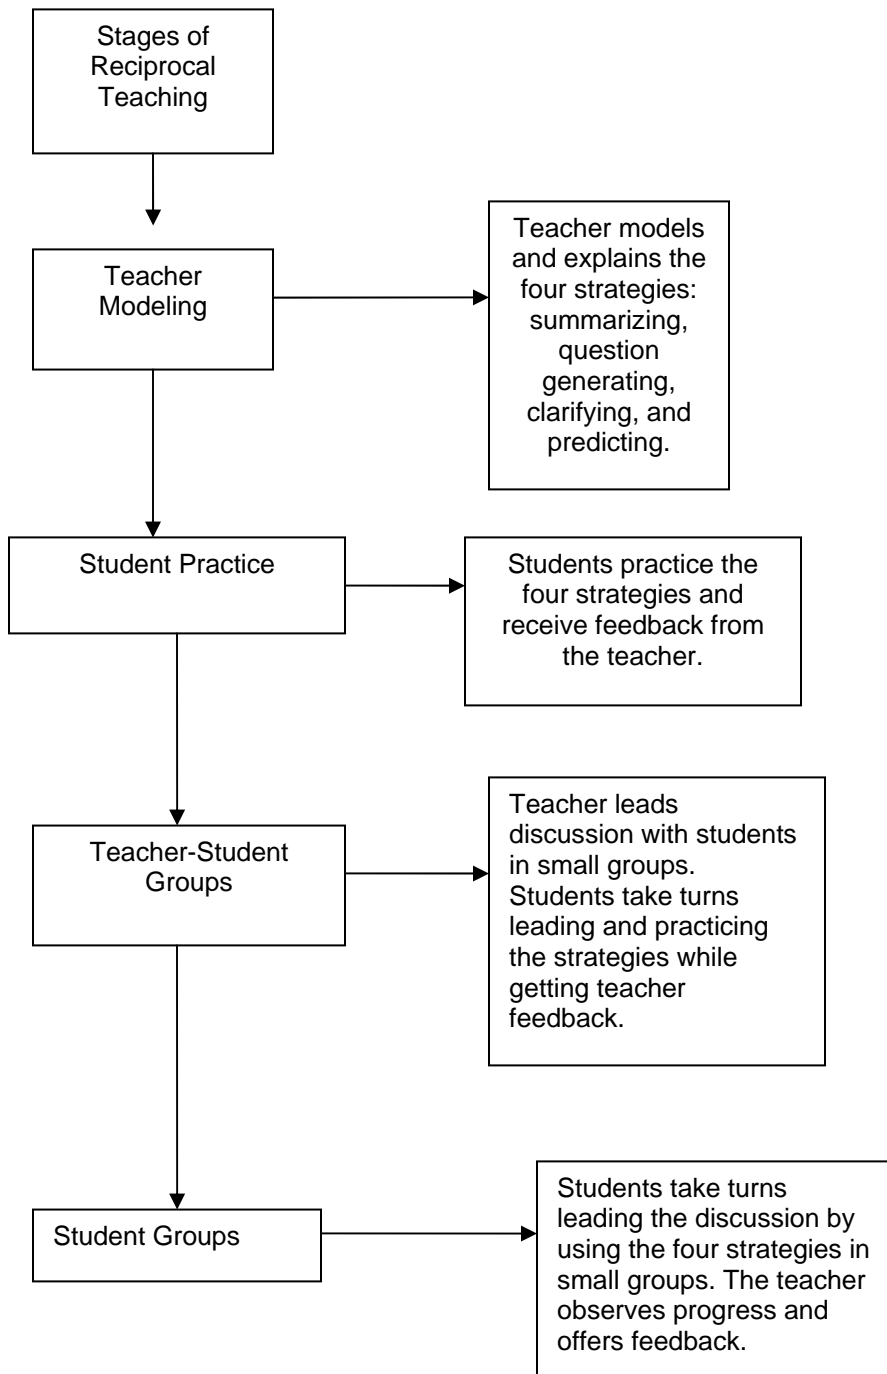 Stages of
Reciprocal
Teaching
Teacher
Modeling
Teacher models
and explains the
four strategies:
summarizing,
question
generating,
clarifying, and
predicting.
Student Practice
Students practice the
four strategies and
receive feedback from
the teacher.
Teacher-Student
Groups
Teacher leads
discussion with students
in small groups.
Students take turns
leading and practicing
the strategies while
getting teacher
feedback.
Student Groups
Students take turns
leading the discussion by
using the four strategies in
small groups. The teacher
observes progress and
offers feedback.